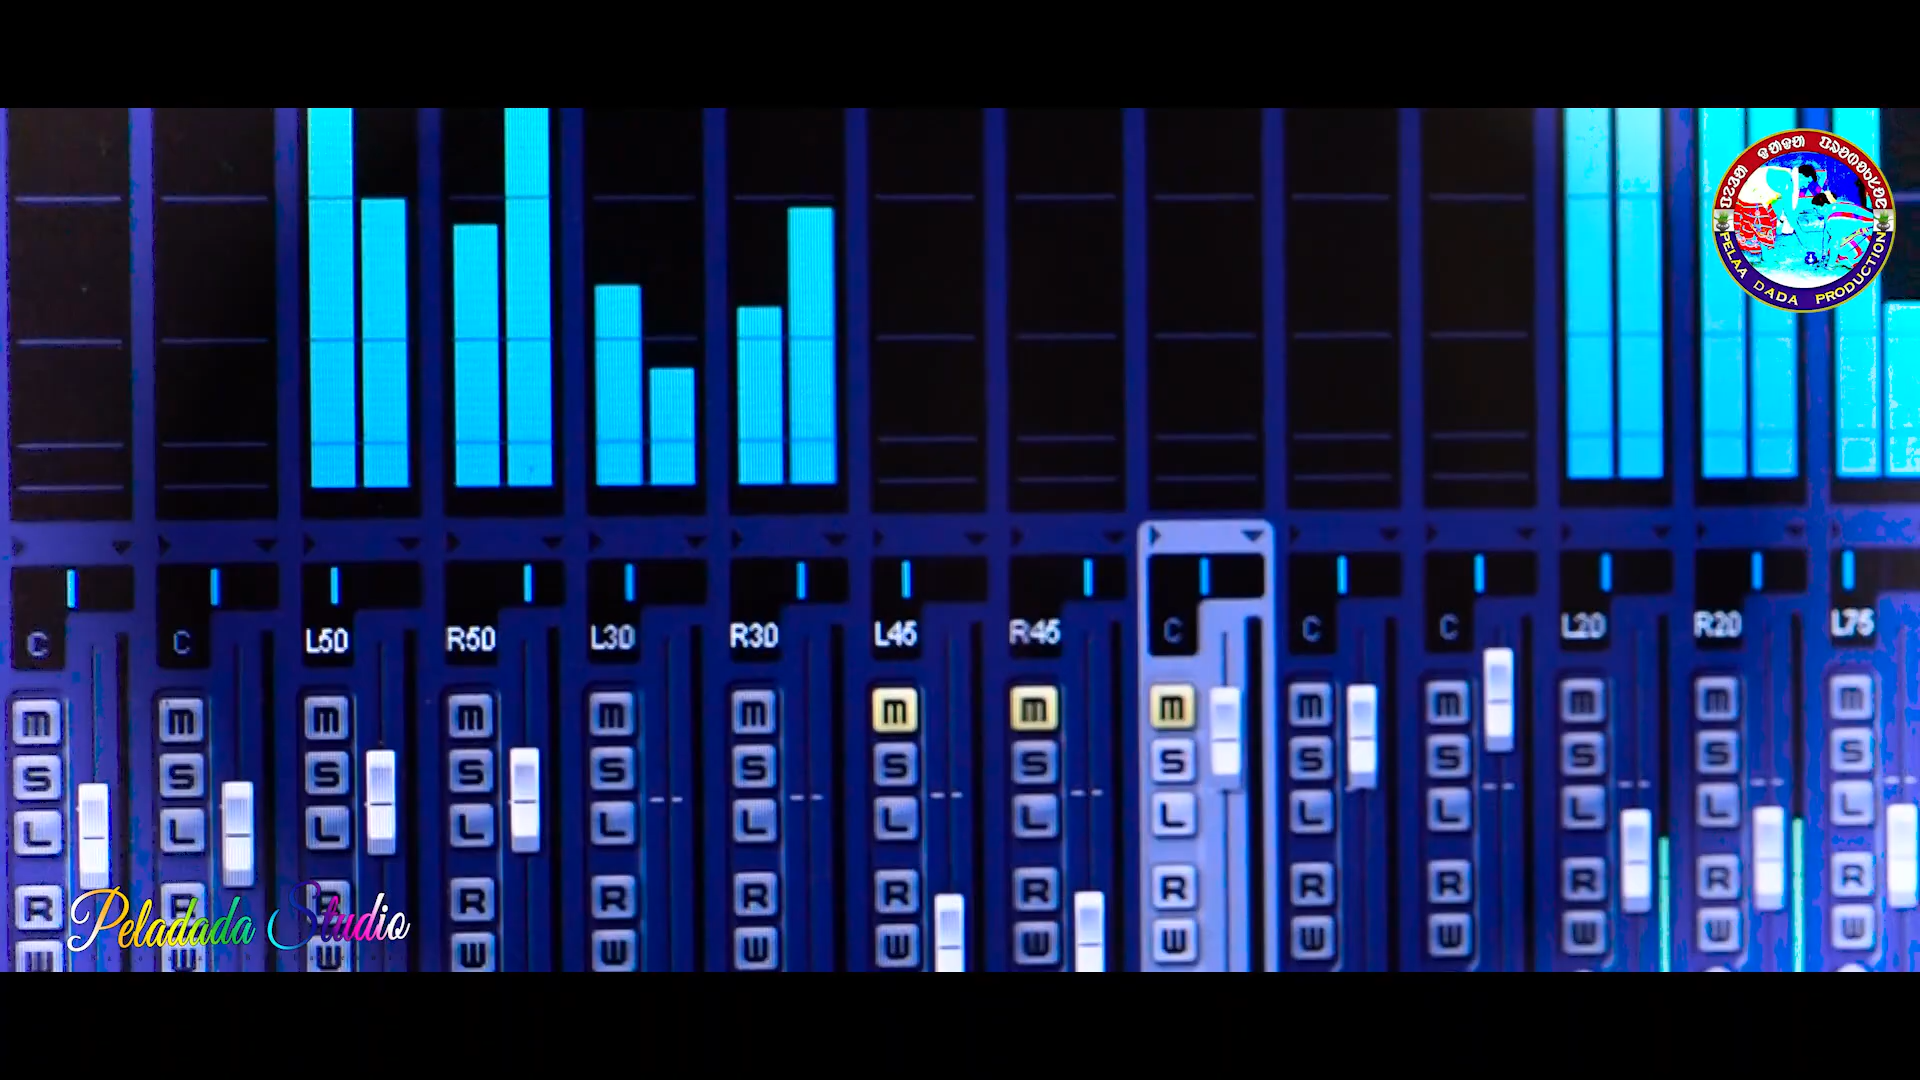 PELAA DADA PRODUCTION
C C L50 R50 L30 R30 L45 R45 C C C L20 R20 L75
m m m m m m m m m m m m m m
S S S S S S S S S S S S S S
L L L L L L L L L L L L L L
R R R R R R R R R R R R R R
W W W W W W W W W W W W W W
Peladada Studio